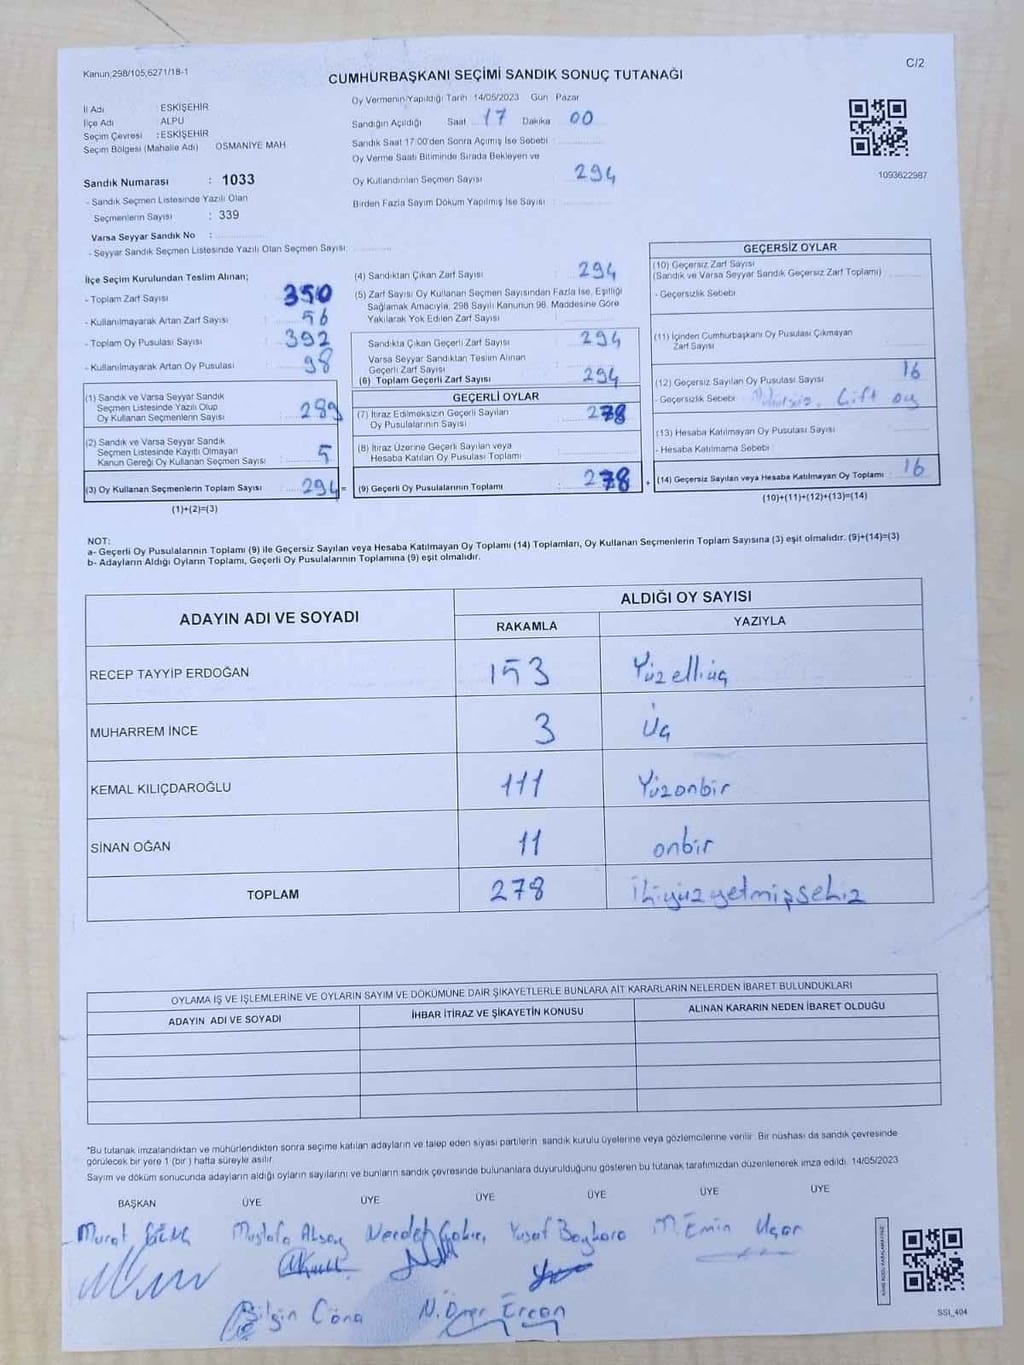 Kanun;298/105;6271/18-1
C/2
CUMHURBAŞKANI SEÇİMİ SANDIK SONUÇ TUTANAĞI
İl Adı : ESKİŞEHİR
İlçe Adı : ALPU
Seçim Çevresi : ESKİŞEHİR
Seçim Bölgesi (Mahalle Adı) OSMANİYE MAH
Oy Vermenin Yapıldığı Tarih 14/05/2023 Gün : Pazar
Sandığın Açıldığı Saat 17 Dakika 00
Sandık Saat 17:00'den Sonra Açılmış İse Sebebi
Oy Verme Saati Bitiminde Sırada Bekleyen ve
Oy Kullandırılan Seçmen Sayısı : 294
Birden Fazla Sayım Döküm Yapılmış İse Sayısı :
1093622987
Sandık Numarası : 1033
- Sandık Seçmen Listesinde Yazılı Olan
Seçmenlerin Sayısı : 339
Varsa Seyyar Sandık No :
- Seyyar Sandık Seçmen Listesinde Yazılı Olan Seçmen Sayısı:
İlçe Seçim Kurulundan Teslim Alınan;
- Toplam Zarf Sayısı : 350
- Kullanılmayarak Artan Zarf Sayısı : 56
- Toplam Oy Pusulası Sayısı : 392
- Kullanılmayarak Artan Oy Pusulası : 98
(1) Sandık ve Varsa Seyyar Sandık
Seçmen Listesinde Yazılı Olup
Oy Kullanan Seçmenlerin Sayısı : 289
(2) Sandık ve Varsa Seyyar Sandık
Seçmen Listesinde Kayıtlı Olmayan
Kanun Gereği Oy Kullanan Seçmen Sayısı : 5
(3) Oy Kullanan Seçmenlerin Toplam Sayısı : 294 =
(1)+(2)=(3)
(4) Sandıktan Çıkan Zarf Sayısı : 294
(5) Zarf Sayısı Oy Kullanan Seçmen Sayısından Fazla İse, Eşitliği
Sağlamak Amacıyla, 298 Sayılı Kanunun 98. Maddesine Göre
Yakılarak Yok Edilen Zarf Sayısı :
Sandıkta Çıkan Geçerli Zarf Sayısı : 294
Varsa Seyyar Sandıktan Teslim Alınan
Geçerli Zarf Sayısı
(6) Toplam Geçerli Zarf Sayısı : 294
GEÇERLİ OYLAR
(7) İtiraz Edilmeksizin Geçerli Sayılan
Oy Pusulalarının Sayısı : 278
(8) İtiraz Üzerine Geçerli Sayılan veya
Hesaba Katılan Oy Pusulası Toplamı :
(9) Geçerli Oy Pusulalarının Toplamı : 278 +
GEÇERSİZ OYLAR
(10) Geçersiz Zarf Sayısı
(Sandık ve Varsa Seyyar Sandık Geçersiz Zarf Toplamı)
- Geçersizlik Sebebi
(11) İçinden Cumhurbaşkanı Oy Pusulası Çıkmayan
Zarf Sayısı
(12) Geçersiz Sayılan Oy Pusulası Sayısı : 16
- Geçersizlik Sebebi Mühürsüz, Çift oy
(13) Hesaba Katılmayan Oy Pusulası Sayısı
- Hesaba Katılmama Sebebi
(14) Geçersiz Sayılan veya Hesaba Katılmayan Oy Toplamı : 16
(10)+(11)+(12)+(13)=(14)
NOT:
a- Geçerli Oy Pusulalarının Toplamı (9) ile Geçersiz Sayılan veya Hesaba Katılmayan Oy Toplamı (14) Toplamları, Oy Kullanan Seçmenlerin Toplam Sayısına (3) eşit olmalıdır. (9)+(14)=(3)
b- Adayların Aldığı Oyların Toplamı, Geçerli Oy Pusulalarının Toplamına (9) eşit olmalıdır.
ADAYIN ADI VE SOYADI
ALDIĞI OY SAYISI
RAKAMLA YAZIYLA
RECEP TAYYİP ERDOĞAN 153 Yüzelliüç
MUHARREM İNCE 3 Üç
KEMAL KILIÇDAROĞLU 111 Yüzonbir
SİNAN OĞAN 11 onbir
TOPLAM 278 İkiyüzyetmişsekiz
OYLAMA İŞ VE İŞLEMLERİNE VE OYLARIN SAYIM VE DÖKÜMÜNE DAİR ŞİKAYETLERLE BUNLARA AİT KARARLARIN NELERDEN İBARET BULUNDUKLARI
ADAYIN ADI VE SOYADI İHBAR İTİRAZ VE ŞİKAYETİN KONUSU ALINAN KARARIN NEDEN İBARET OLDUĞU
*Bu tutanak imzalandıktan ve mühürlendikten sonra seçime katılan adayların ve talep eden siyasi partilerin sandık kurulu üyelerine veya gözlemcilerine verilir. Bir nüshası da sandık çevresinde
görülecek bir yere 1 (bir) hafta süreyle asılır.
Sayım ve döküm sonucunda adayların aldığı oyların sayılarını ve bunların sandık çevresinde bulunanlara duyurulduğunu gösteren bu tutanak tarafımızdan düzenlenerek imza edildi. 14/05/2023
BAŞKAN ÜYE ÜYE ÜYE ÜYE ÜYE ÜYE
Murat GENÇ Mustafa Aksoy Yusuf Baykara M. Emin Uçar
Bilgin N. Ömer Ercan
SSI_404